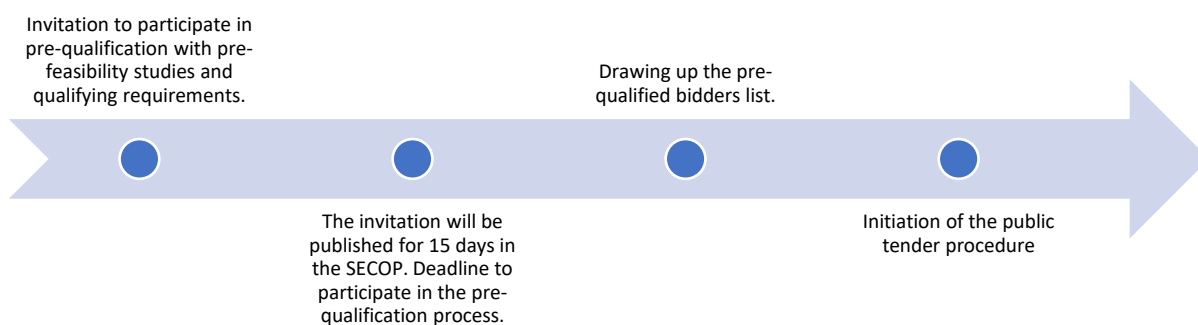 Invitation to participate in
pre-qualification with pre-
feasibility studies and
qualifying requirements.
The invitation will be
published for 15 days in
the SECOP. Deadline to
participate in the pre-
qualification process.
Drawing up the pre-
qualified bidders list.
Initiation of the public
tender procedure